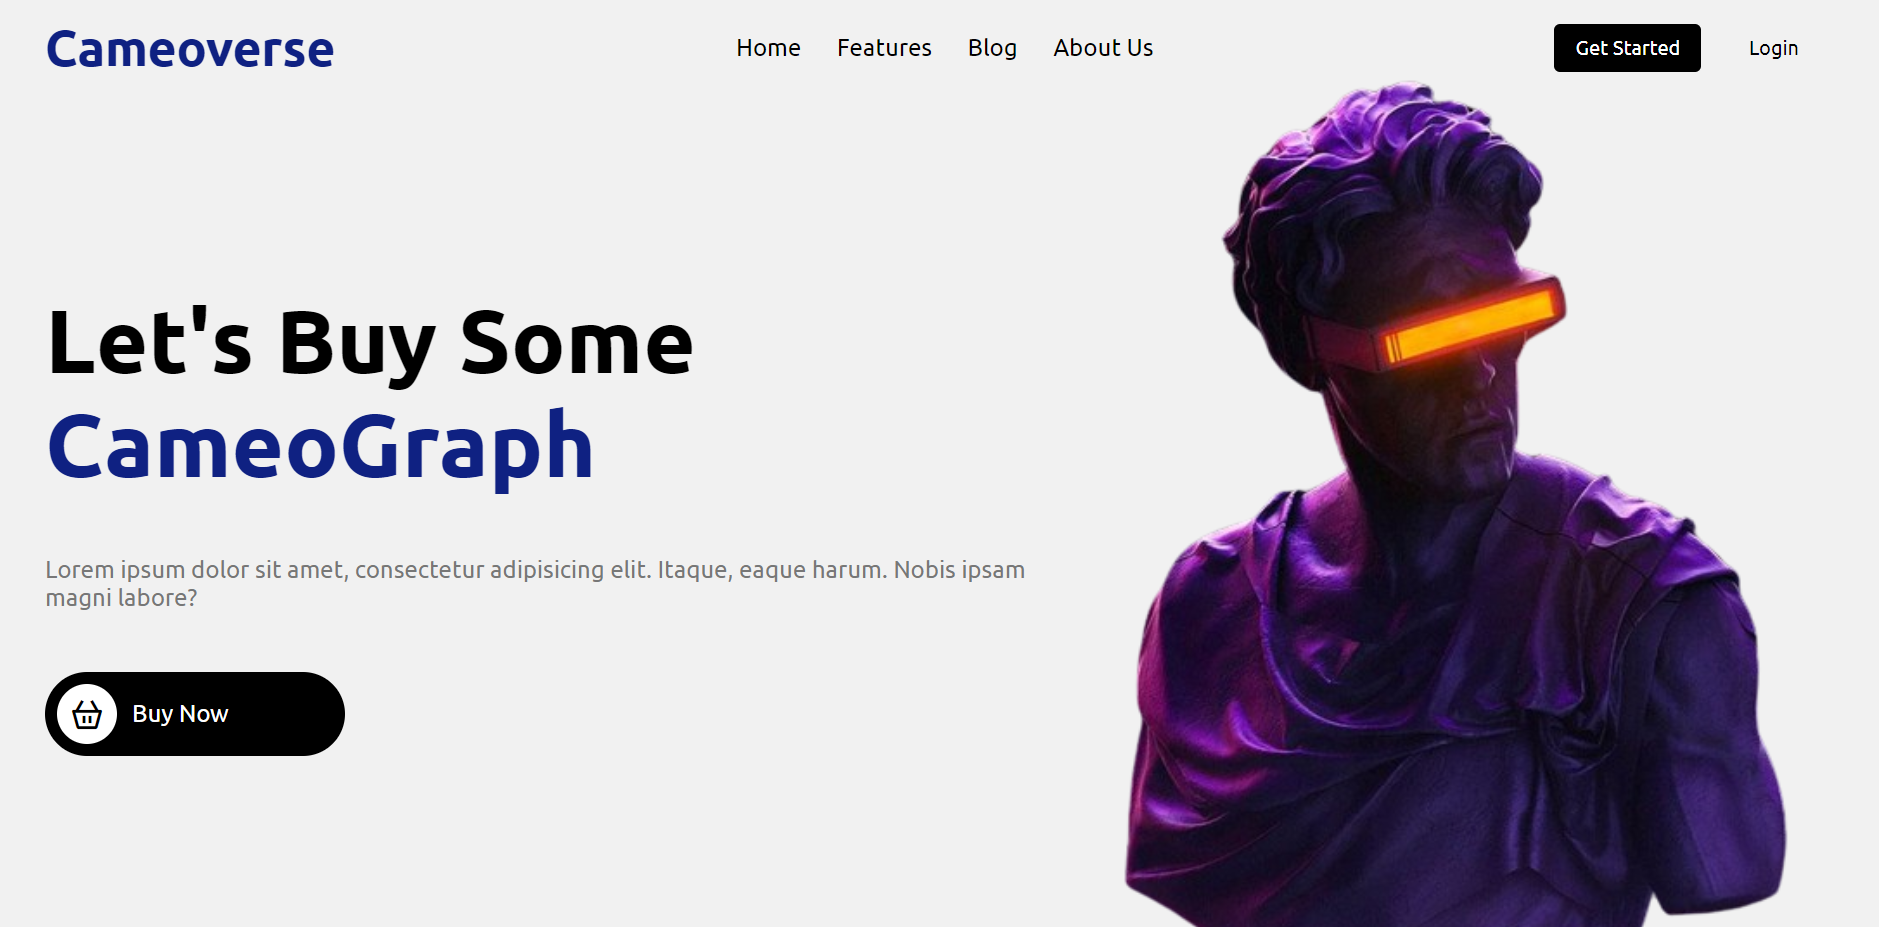 Cameoverse
Home Features Blog About Us
Get Started Login
Let's Buy Some
CameoGraph
Lorem ipsum dolor sit amet, consectetur adipisicing elit. Itaque, eaque harum. Nobis ipsam
magni labore?
Buy Now